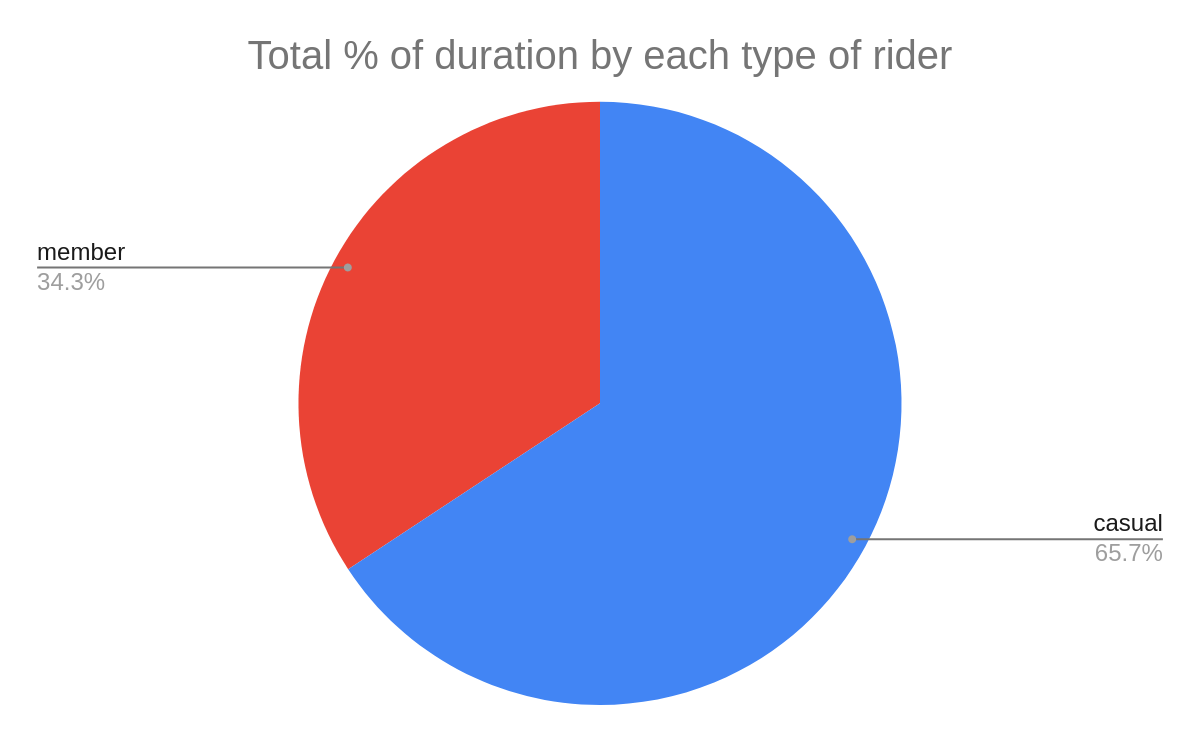 Total % of duration by each type of rider
member
34.3%
casual
65.7%